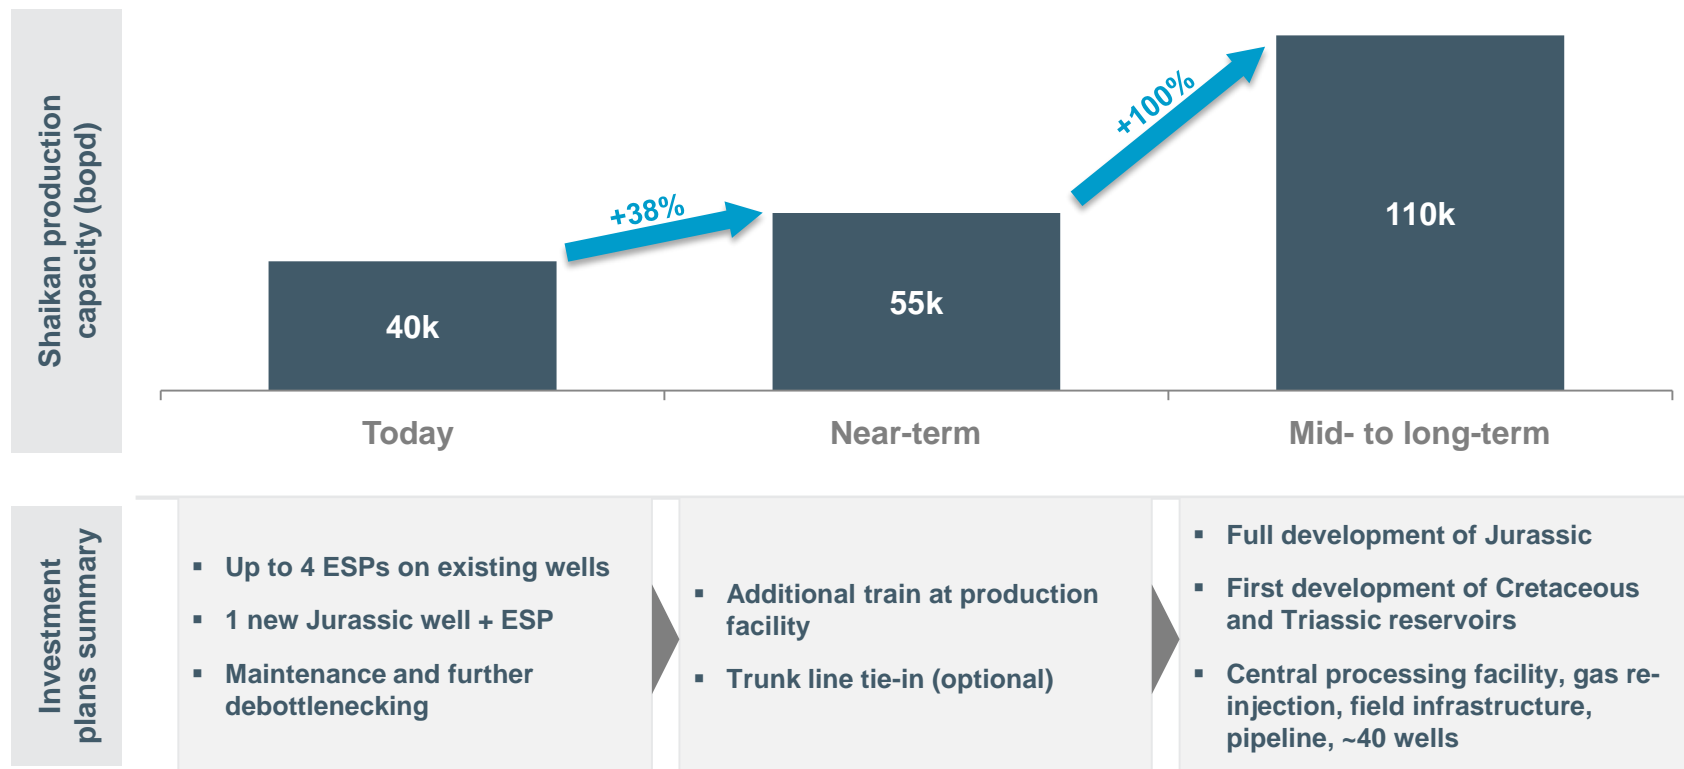 Shaikan production
capacity (bopd)
+38%
+100%
40k
55k
110k
Today
Near-term
Mid- to long-term
Investment
plans summary
▪ Up to 4 ESPs on existing wells
▪ 1 new Jurassic well + ESP
▪ Maintenance and further
debottlenecking
▪ Additional train at production
facility
▪ Trunk line tie-in (optional)
▪ Full development of Jurassic
▪ First development of Cretaceous
and Triassic reservoirs
▪ Central processing facility, gas re-
injection, field infrastructure,
pipeline, ~40 wells